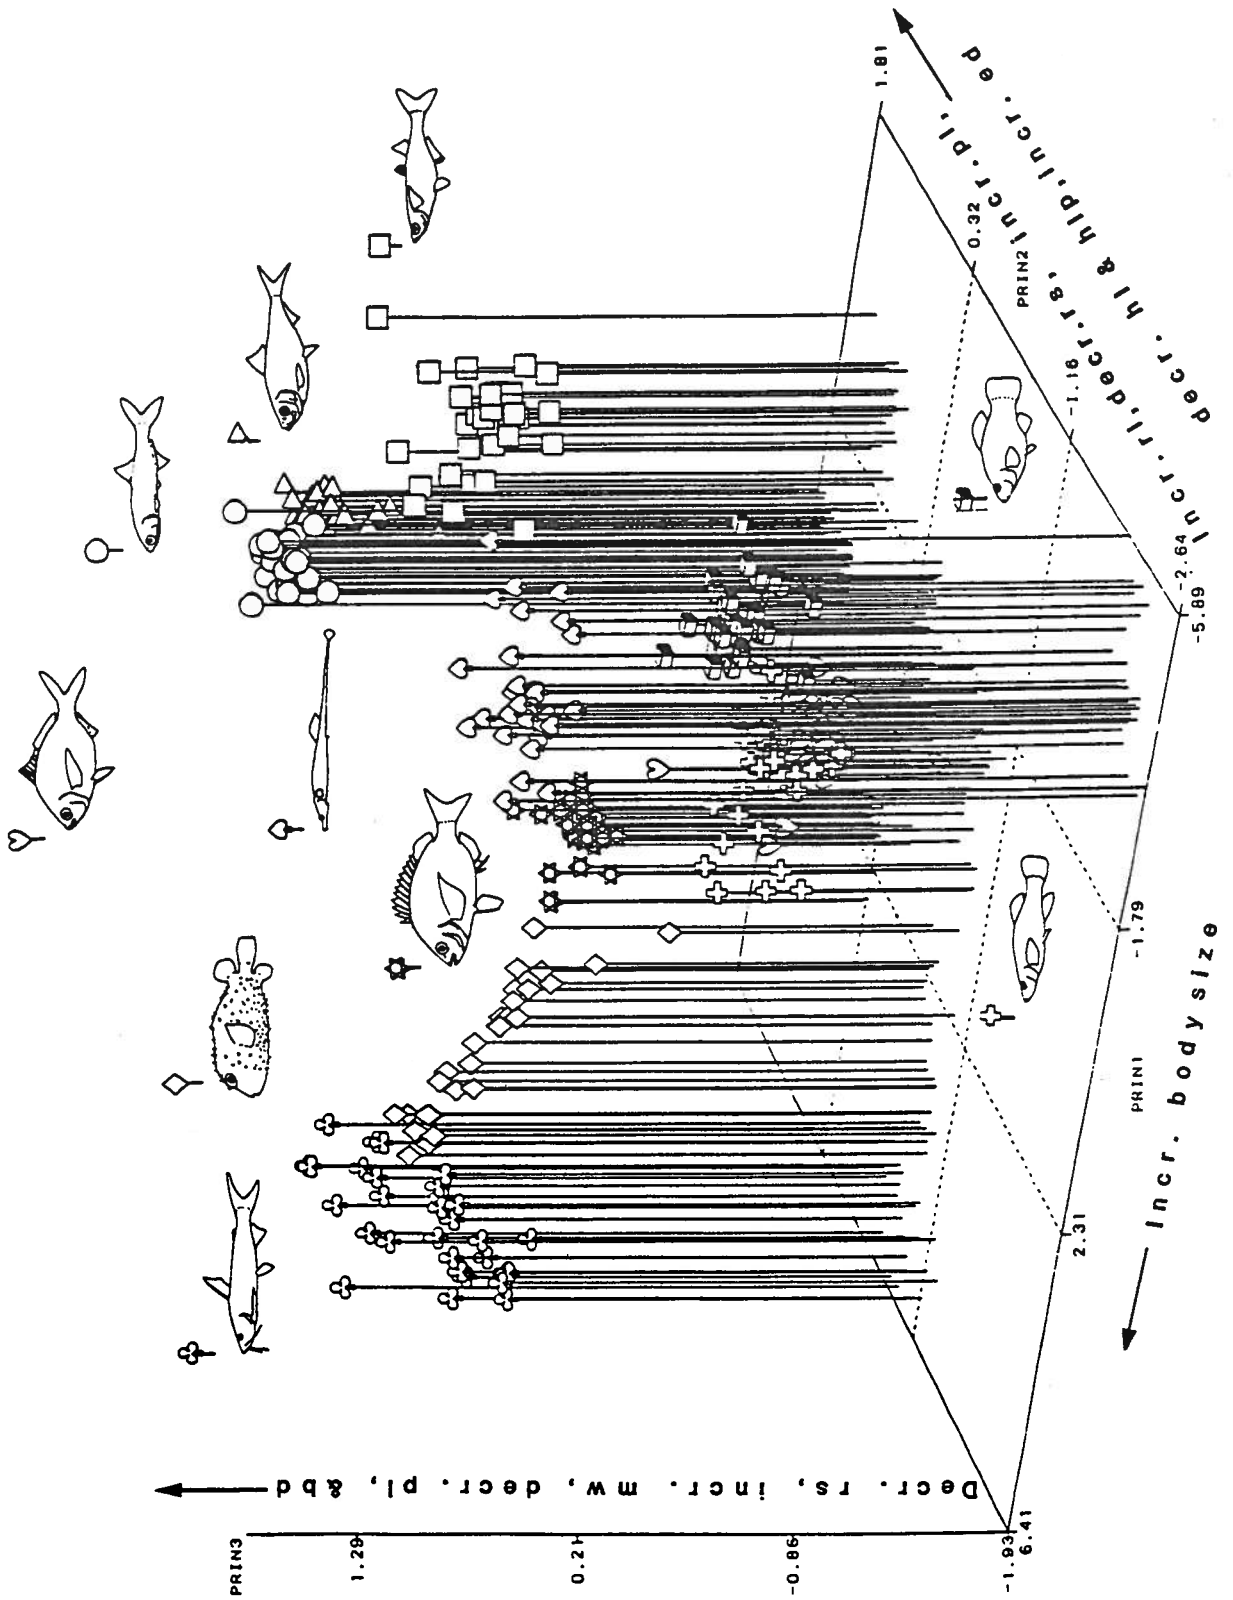 PRIN3
1.29
0.21
-0.86
-1.93
Decr. rs, incr. mw, decr. pl, &bd
6.41
2.31
-1.79
-5.89
PRIN1
Incr. bodysize
-2.64
-1.16
0.32
1.81
PRIN2
Incr. rl, decr. rs, incr. pl,
decr. hl & hlp, incr. ed